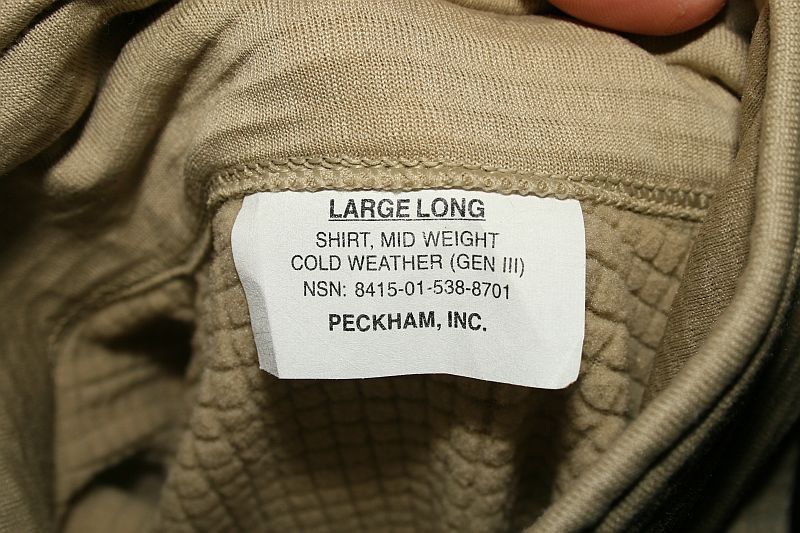 LARGE LONG
SHIRT, MID WEIGHT
COLD WEATHER (GEN III)
NSN: 8415-01-538-8701
PECKHAM, INC.